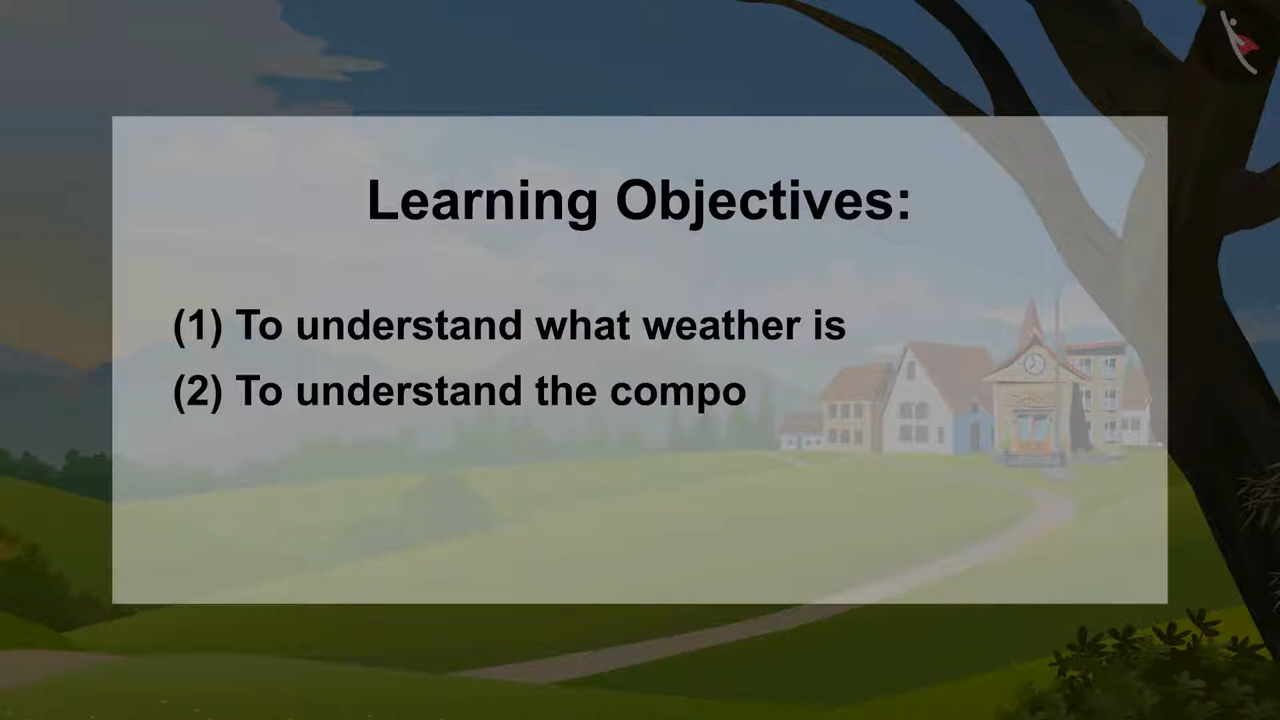 Learning Objectives:
(1) To understand what weather is
(2) To understand the compo